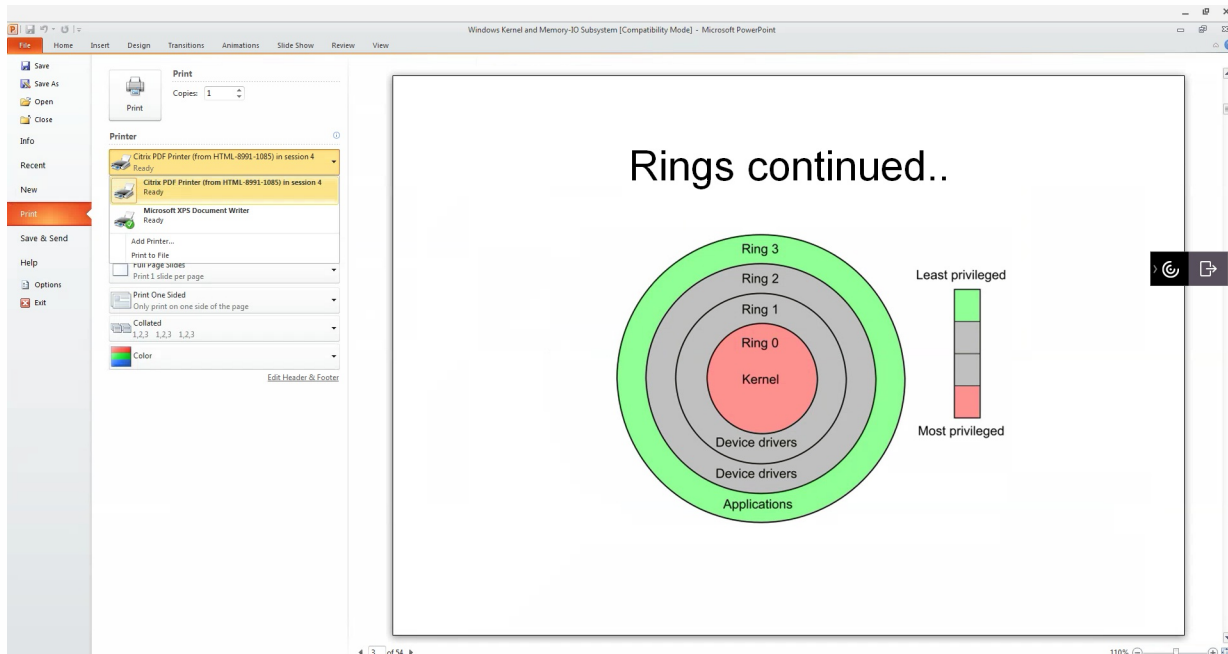 Windows Kernel and Memory-IO Subsystem [Compatibility Mode] - Microsoft PowerPoint
File Home Insert Design Transitions Animations Slide Show Review View
Save
Save As
Open
Close
Info
Recent
New
Print
Save & Send
Help
Options
Exit
Print
Print
Copies: 1
Printer
Citrix PDF Printer (from HTML-8991-1085) in session 4
Ready
Citrix PDF Printer (from HTML-8991-1085) in session 4
Ready
Microsoft XPS Document Writer
Ready
Add Printer...
Print to File
Full Page Slides
Print 1 slide per page
Print One Sided
Only print on one side of the page
Collated
1,2,3 1,2,3 1,2,3
Color
Edit Header & Footer
Rings continued..
Ring 3
Ring 2
Ring 1
Ring 0
Kernel
Device drivers
Device drivers
Applications
Least privileged
Most privileged
3 of 54
110%